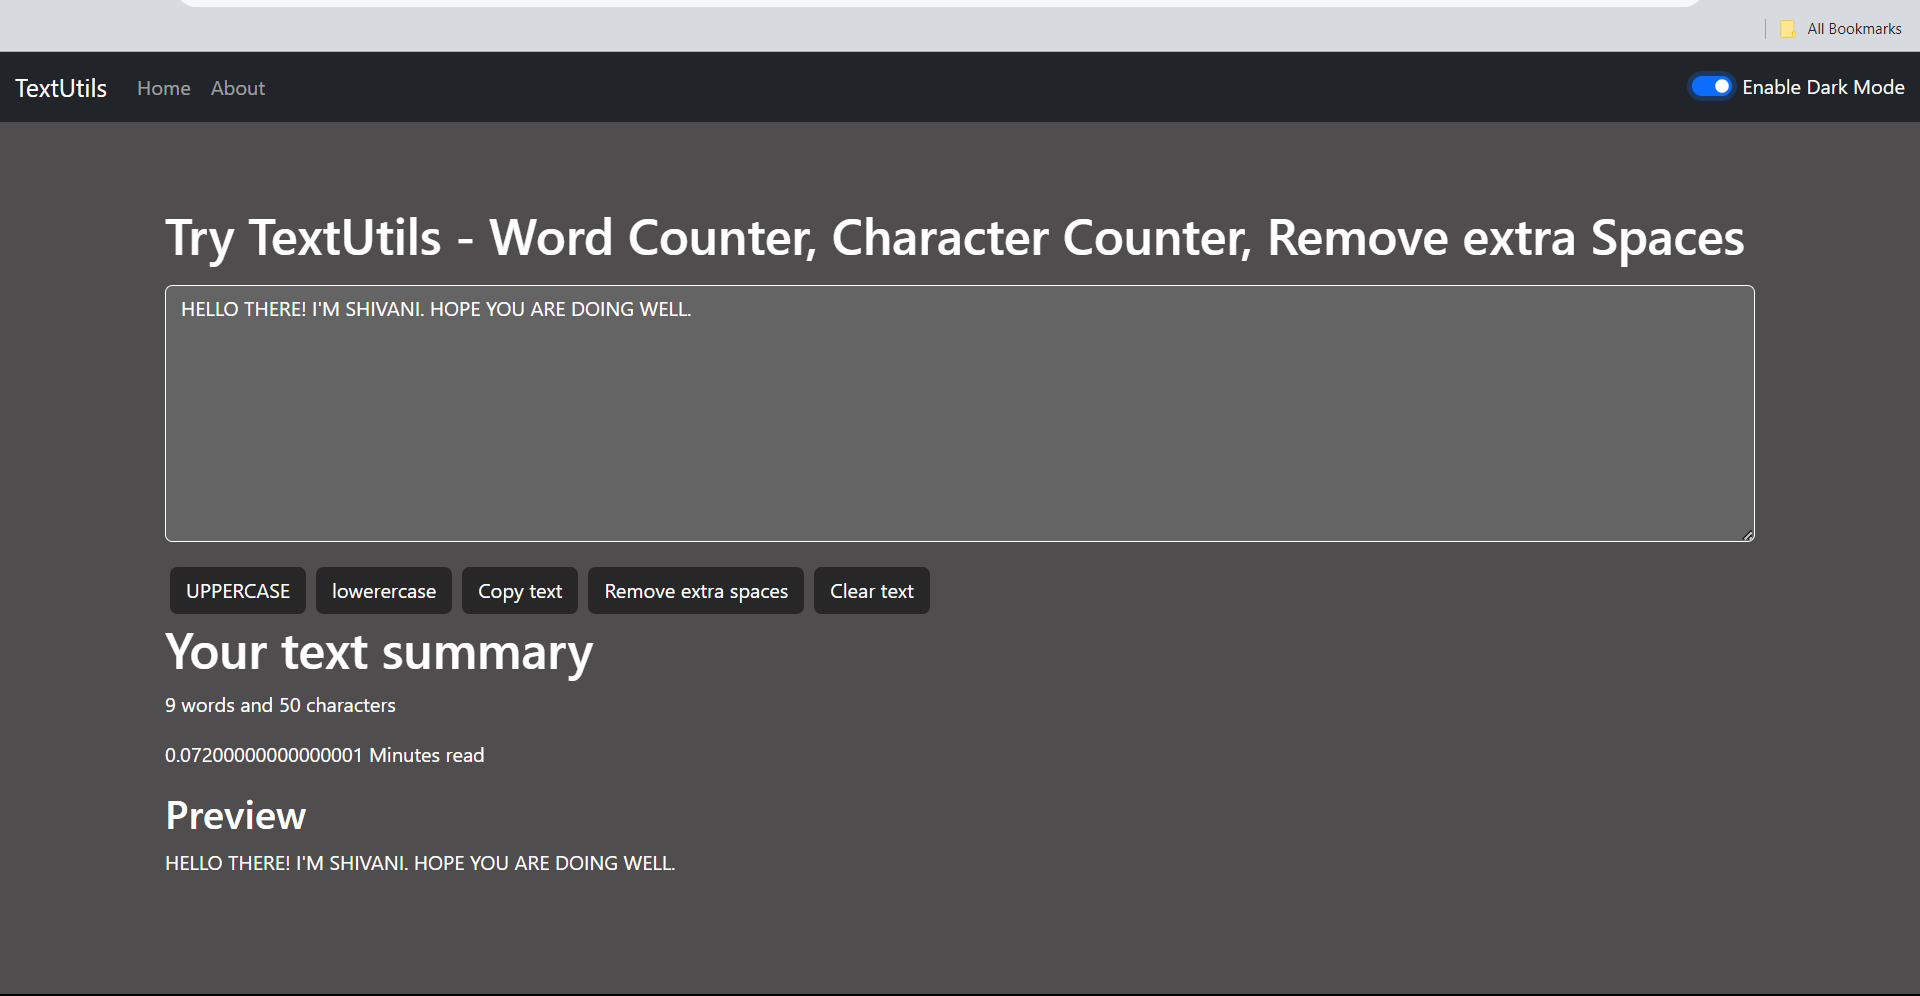 All Bookmarks
TextUtils Home About Enable Dark Mode
Try TextUtils - Word Counter, Character Counter, Remove extra Spaces
HELLO THERE! I'M SHIVANI. HOPE YOU ARE DOING WELL.
UPPERCASE lowerercase Copy text Remove extra spaces Clear text
Your text summary
9 words and 50 characters
0.07200000000000001 Minutes read
Preview
HELLO THERE! I'M SHIVANI. HOPE YOU ARE DOING WELL.